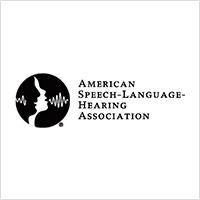 AMERICAN
SPEECH-LANGUAGE-
HEARING
ASSOCIATION
®